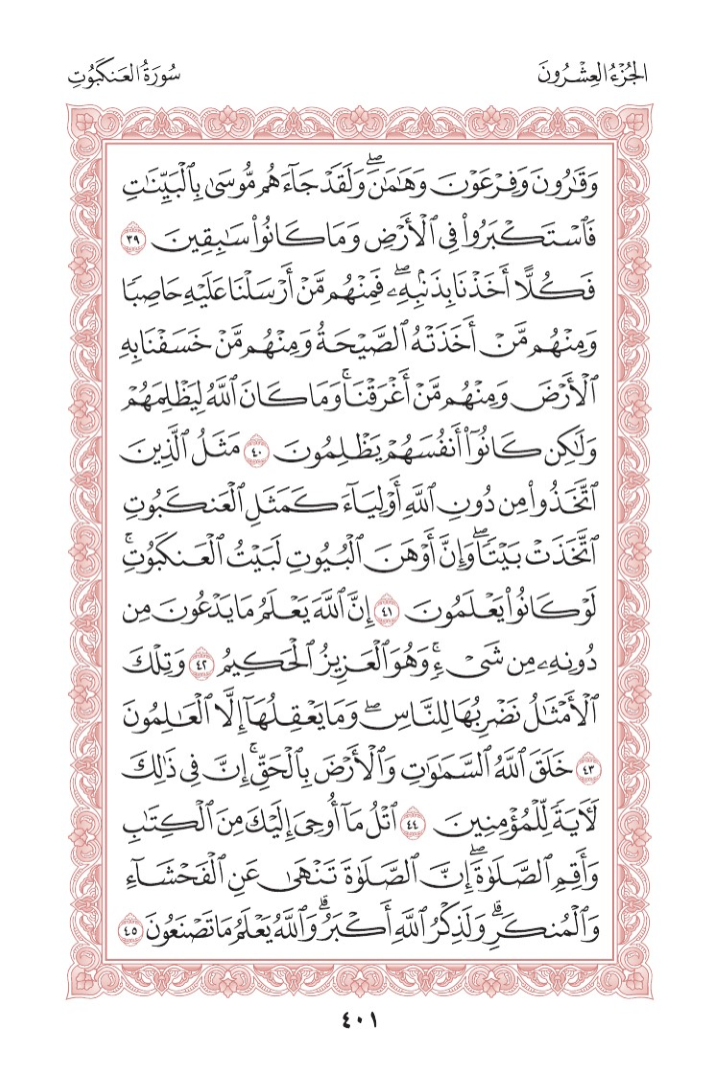 الجُزْءُ العِشْرُونَ
سُورَةُ العَنكَبُوتِ
وَقَٰرُونَ وَفِرْعَوْنَ وَهَٰمَٰنَۖ وَلَقَدْ جَآءَهُم مُّوسَىٰ بِٱلْبَيِّنَٰتِ
فَٱسْتَكْبَرُوا۟ فِى ٱلْأَرْضِ وَمَا كَانُوا۟ سَٰبِقِينَ ٣٩
فَكُلًّا أَخَذْنَا بِذَنۢبِهِۦۖ فَمِنْهُم مَّنْ أَرْسَلْنَا عَلَيْهِ حَاصِبًا
وَمِنْهُم مَّنْ أَخَذَتْهُ ٱلصَّيْحَةُ وَمِنْهُم مَّنْ خَسَفْنَا بِهِ
ٱلْأَرْضَ وَمِنْهُم مَّنْ أَغْرَقْنَاۚ وَمَا كَانَ ٱللَّهُ لِيَظْلِمَهُمْ
وَلَٰكِن كَانُوٓا۟ أَنفُسَهُمْ يَظْلِمُونَ ٤٠ مَثَلُ ٱلَّذِينَ
ٱتَّخَذُوا۟ مِن دُونِ ٱللَّهِ أَوْلِيَآءَ كَمَثَلِ ٱلْعَنكَبُوتِ
ٱتَّخَذَتْ بَيْتًاۖ وَإِنَّ أَوْهَنَ ٱلْبُيُوتِ لَبَيْتُ ٱلْعَنكَبُوتِۚ
لَوْ كَانُوا۟ يَعْلَمُونَ ٤١ إِنَّ ٱللَّهَ يَعْلَمُ مَا يَدْعُونَ مِن
دُونِهِۦ مِن شَىْءٍۚ وَهُوَ ٱلْعَزِيزُ ٱلْحَكِيمُ ٤٢ وَتِلْكَ
ٱلْأَمْثَٰلُ نَضْرِبُهَا لِلنَّاسِۖ وَمَا يَعْقِلُهَآ إِلَّا ٱلْعَٰلِمُونَ
٤٣ خَلَقَ ٱللَّهُ ٱلسَّمَٰوَٰتِ وَٱلْأَرْضَ بِٱلْحَقِّۚ إِنَّ فِى ذَٰلِكَ
لَءَايَةً لِّلْمُؤْمِنِينَ ٤٤ ٱتْلُ مَآ أُوحِىَ إِلَيْكَ مِنَ ٱلْكِتَٰبِ
وَأَقِمِ ٱلصَّلَوٰةَۖ إِنَّ ٱلصَّلَوٰةَ تَنْهَىٰ عَنِ ٱلْفَحْشَآءِ
وَٱلْمُنكَرِۗ وَلَذِكْرُ ٱللَّهِ أَكْبَرُۗ وَٱللَّهُ يَعْلَمُ مَا تَصْنَعُونَ ٤٥
٤٠١